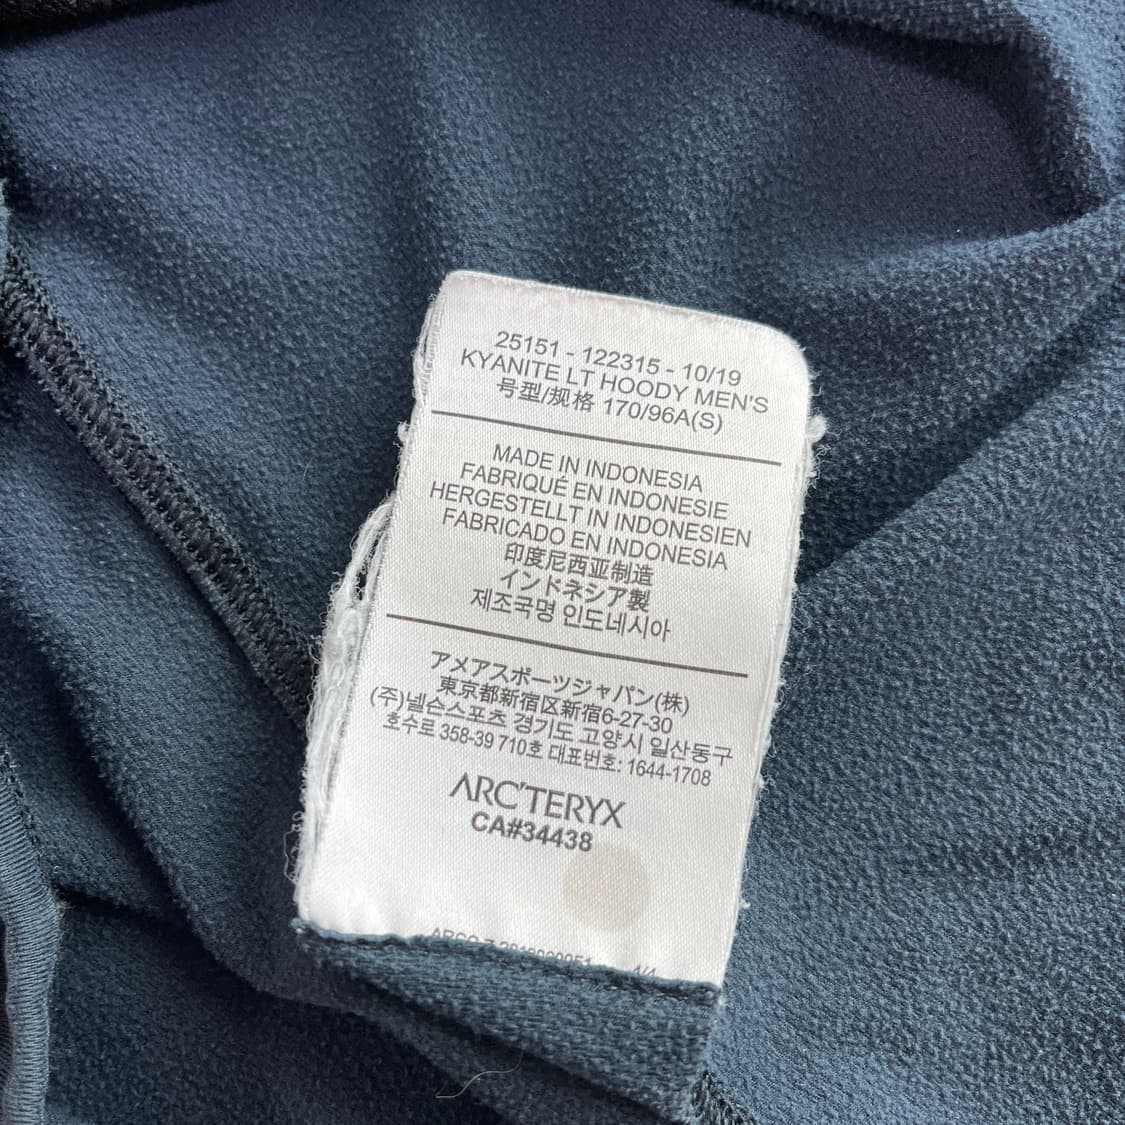 25151 - 122315 - 10/19
KYANITE LT HOODY MEN'S
号型/规格 170/96A(S)
MADE IN INDONESIA
FABRIQUÉ EN INDONESIE
HERGESTELLT IN INDONESIEN
FABRICADO EN INDONESIA
印度尼西亚制造
インドネシア製
제조국명 인도네시아
アメアスポーツジャパン(株)
東京都新宿区新宿6-27-30
(주)넬슨스포츠 경기도 고양시 일산동구
호수로 358-39 710호 대표번호: 1644-1708
ARC'TERYX
CA#34438
1/4